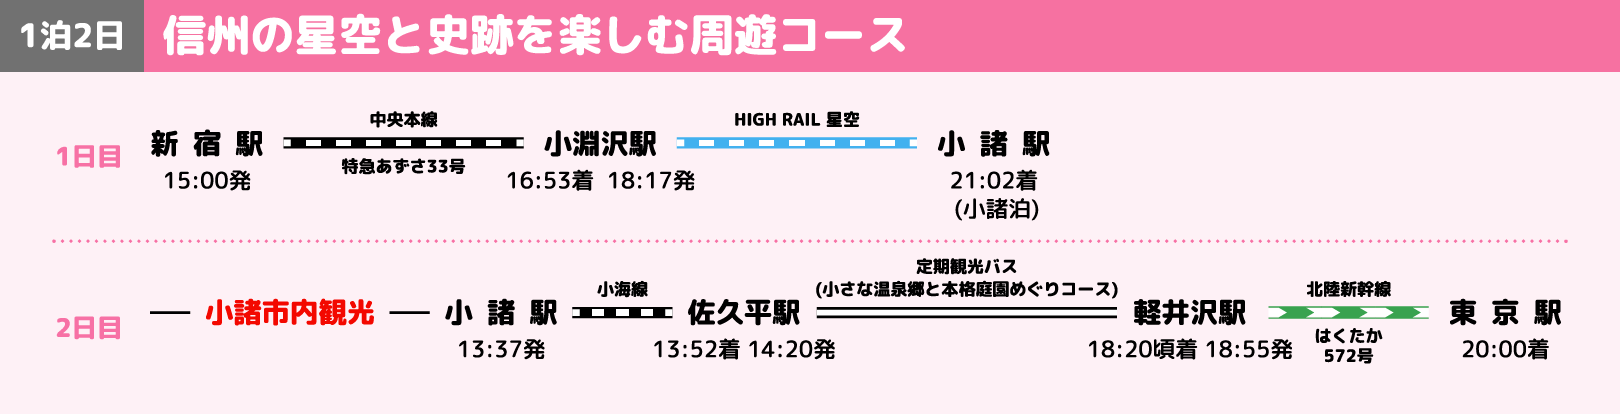 1泊2日
信州の星空と史跡を楽しむ周遊コース
1日目
新宿駅
15:00発
中央本線
特急あずさ33号
小淵沢駅
16:53着 18:17発
HIGH RAIL 星空
小諸駅
21:02着
(小諸泊)
2日目
小諸市内観光
小諸駅
13:37発
小海線
佐久平駅
13:52着 14:20発
定期観光バス
(小さな温泉郷と本格庭園めぐりコース)
軽井沢駅
18:20頃着 18:55発
北陸新幹線
はくたか
572号
東京駅
20:00着